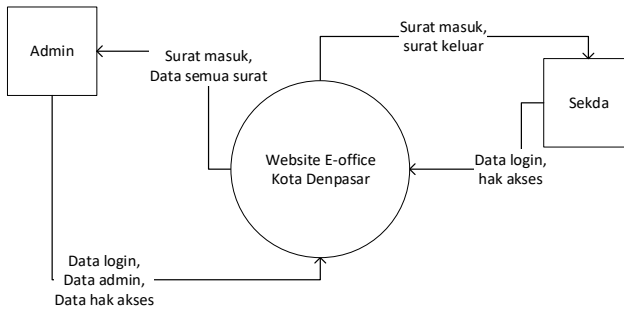 Admin
Surat masuk,
Data semua surat
Surat masuk,
surat keluar
Sekda
Website E-office
Kota Denpasar
Data login,
hak akses
Data login,
Data admin,
Data hak akses